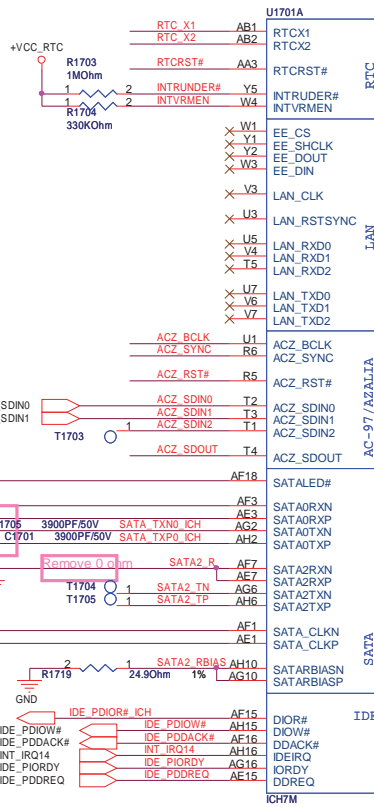 U1701A
RTC_X1 AB1 RTCX1
RTC_X2 AB2 RTCX2
+VCC_RTC
RTCRST# AA3 RTCRST#
R1703
1MOhm
1 2 INTRUDER# Y5 INTRUDER#
1 2 INTVRMEN W4 INTVRMEN
R1704
330KOhm
RTC
W1 EE_CS
Y1 EE_SHCLK
Y2 EE_DOUT
W3 EE_DIN
V3 LAN_CLK
U3 LAN_RSTSYNC
U5 LAN_RXD0
V4 LAN_RXD1
T5 LAN_RXD2
U7 LAN_TXD0
V6 LAN_TXD1
V7 LAN_TXD2
LAN
ACZ_BCLK U1 ACZ_BCLK
ACZ_SYNC R6 ACZ_SYNC
ACZ_RST# R5 ACZ_RST#
SDIN0 ACZ_SDIN0 T2 ACZ_SDIN0
SDIN1 ACZ_SDIN1 T3 ACZ_SDIN1
T1703 1 ACZ_SDIN2 T1 ACZ_SDIN2
ACZ_SDOUT T4 ACZ_SDOUT
AC-97/AZALIA
AF18 SATALED#
AF3 SATA0RXN
AE3 SATA0RXP
1705 3900PF/50V SATA_TXN0_ICH AG2 SATA0TXN
C1701 3900PF/50V SATA_TXP0_ICH AH2 SATA0TXP
Remove 0 ohm SATA2_R AF7 SATA2RXN
AE7 SATA2RXP
T1704 1 SATA2_TN AG6 SATA2TXN
T1705 1 SATA2_TP AH6 SATA2TXP
AF1 SATA_CLKN
AE1 SATA_CLKP
SATA
2 1 SATA2_RBIAS AH10 SATARBIASN
R1719 24.9Ohm 1% AG10 SATARBIASP
GND
IDE_PDIOR#_ICH AF15 DIOR#
IDE_PDIOW# IDE_PDIOW# AH15 DIOW#
IDE_PDDACK# IDE_PDDACK# AF16 DDACK#
INT_IRQ14 INT_IRQ14 AH16 IDEIRQ
IDE_PIORDY IDE_PIORDY AG16 IORDY
IDE_PDDREQ IDE_PDDREQ AE15 DDREQ
IDE
ICH7M